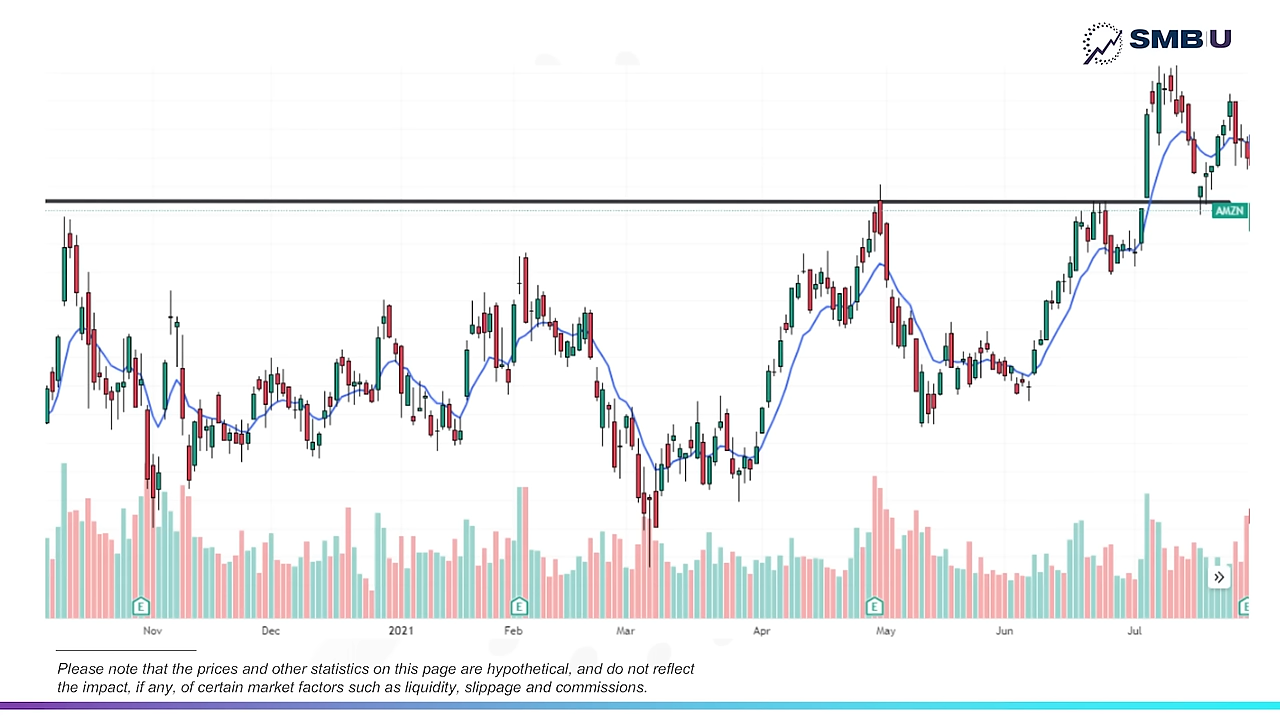 SMB U
AMZN
E E E E
Nov Dec 2021 Feb Mar Apr May Jun Jul
Please note that the prices and other statistics on this page are hypothetical, and do not reflect
the impact, if any, of certain market factors such as liquidity, slippage and commissions.